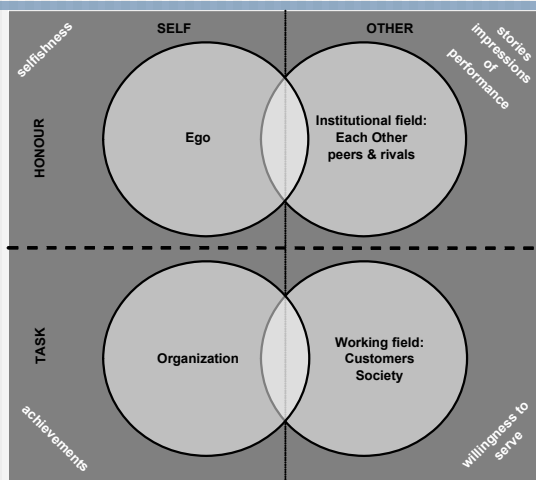 SELF
OTHER
selfishness
stories
impressions
of
performance
HONOUR
Ego
Institutional field:
Each Other
peers & rivals
TASK
Organization
Working field:
Customers
Society
achievements
willingness to
serve